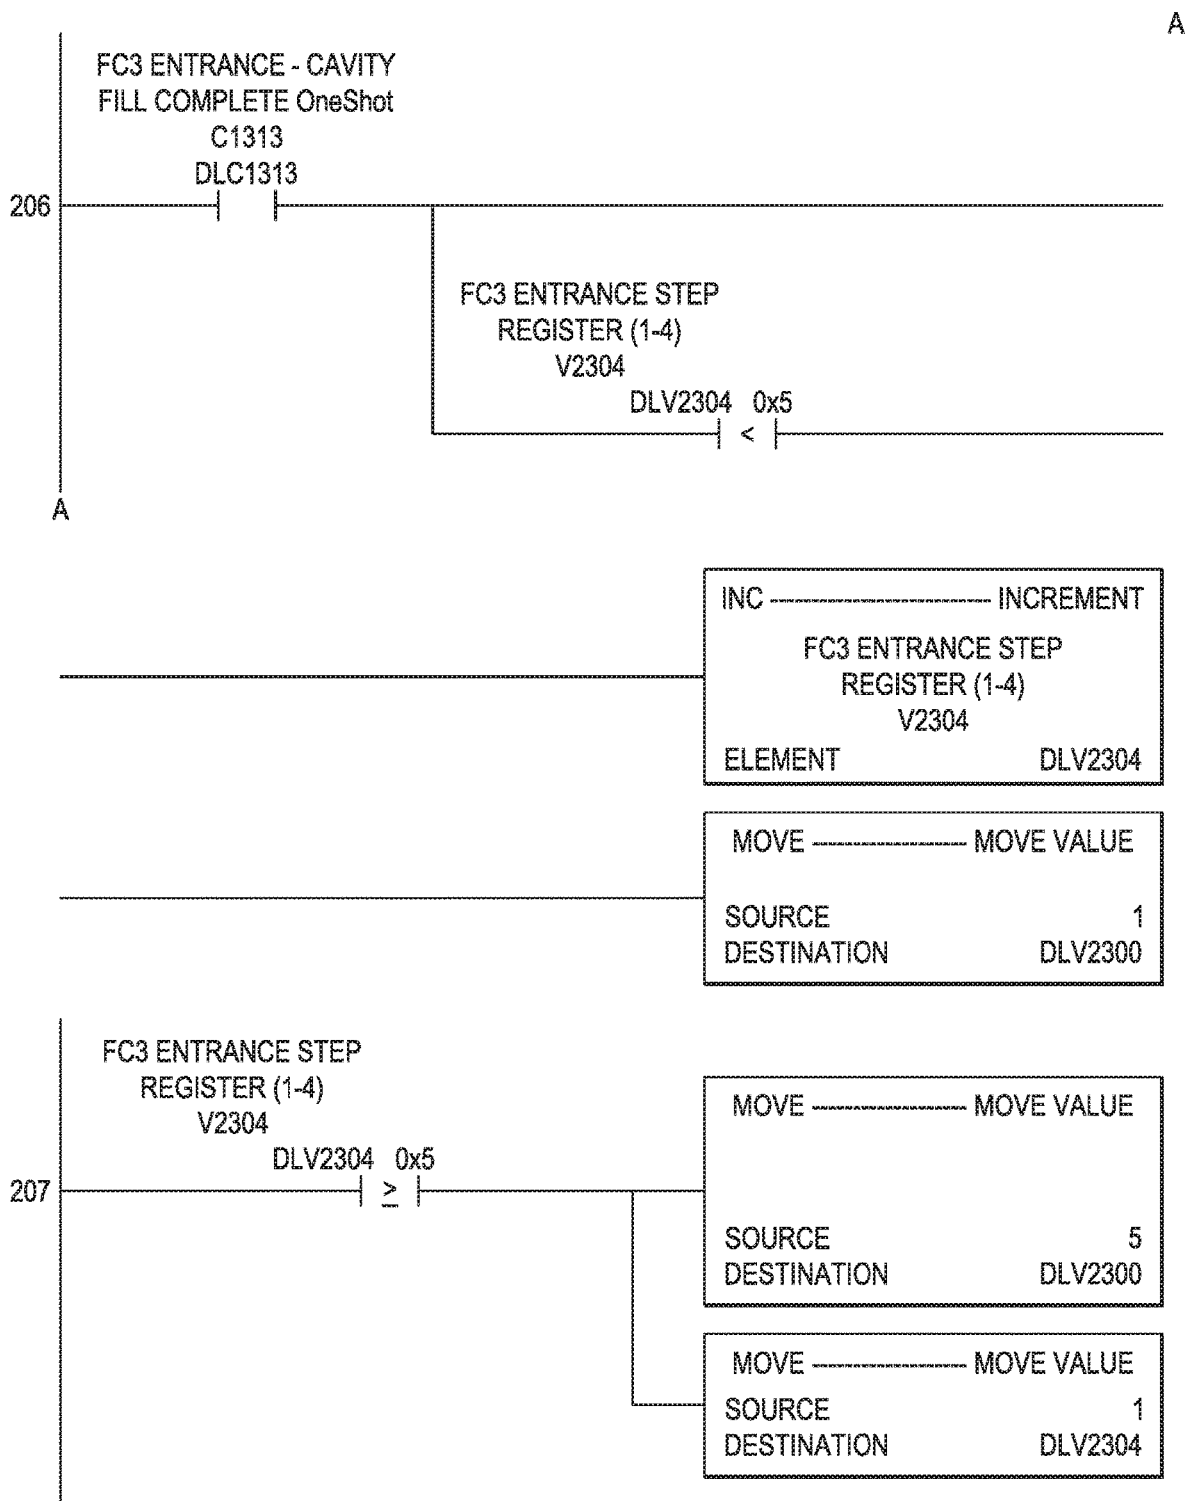 A
FC3 ENTRANCE - CAVITY
FILL COMPLETE OneShot
C1313
DLC1313
206
FC3 ENTRANCE STEP
REGISTER (1-4)
V2304
DLV2304 0x5
<
A
INC INCREMENT
FC3 ENTRANCE STEP
REGISTER (1-4)
V2304
ELEMENT DLV2304
MOVE MOVE VALUE
SOURCE 1
DESTINATION DLV2300
FC3 ENTRANCE STEP
REGISTER (1-4)
V2304
DLV2304 0x5
207
≥
MOVE MOVE VALUE
SOURCE 5
DESTINATION DLV2300
MOVE MOVE VALUE
SOURCE 1
DESTINATION DLV2304